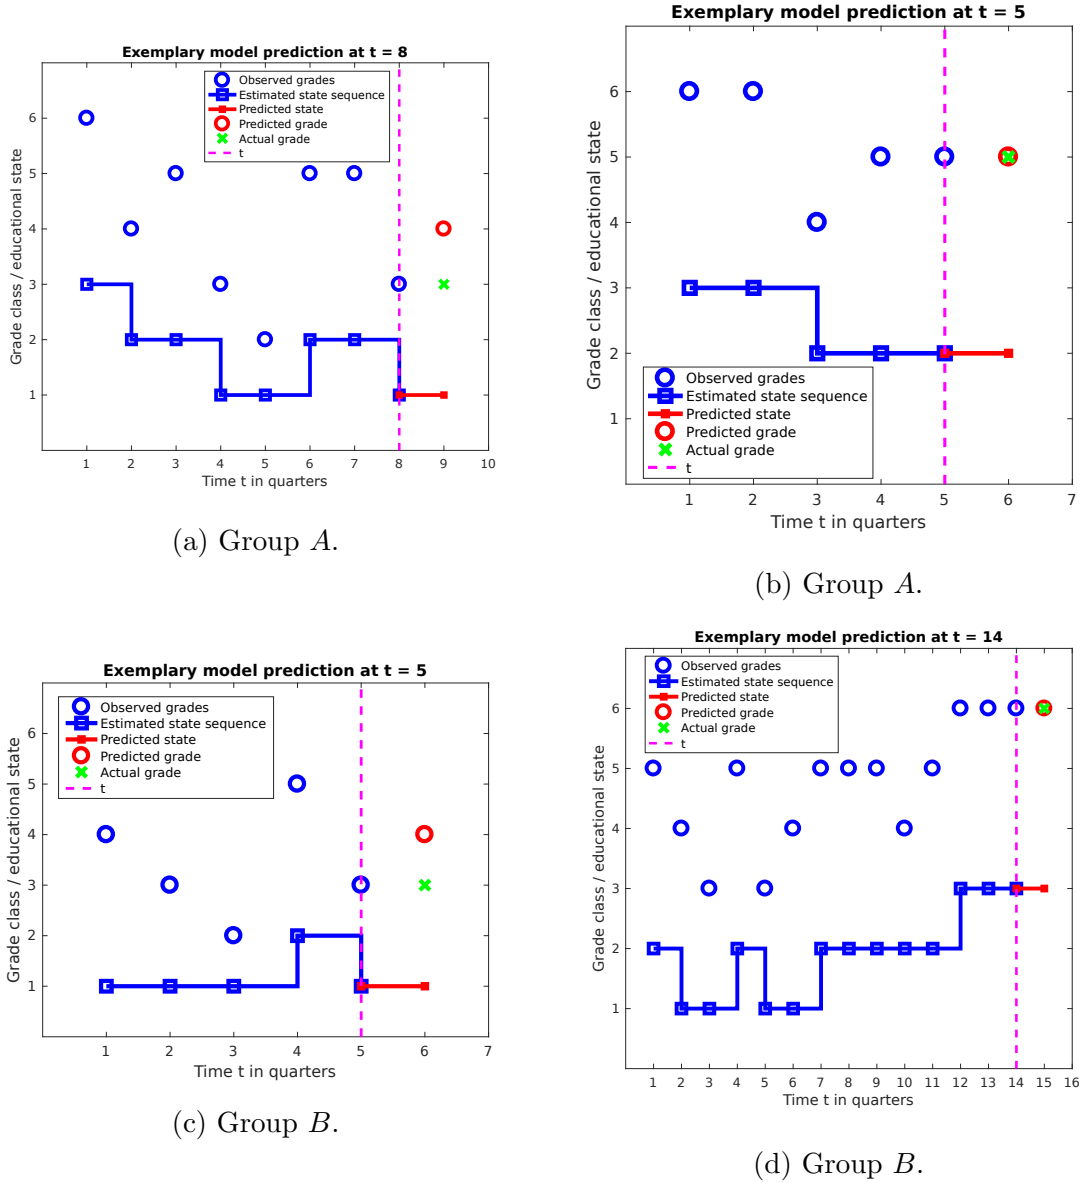 Exemplary model prediction at t = 8
Grade class / educational state
6
5
4
3
2
1
Observed grades
Estimated state sequence
Predicted state
Predicted grade
Actual grade
t
1 2 3 4 5 6 7 8 9 10
Time t in quarters
(a) Group A.
Exemplary model prediction at t = 5
Grade class / educational state
6
5
4
3
2
1
Observed grades
Estimated state sequence
Predicted state
Predicted grade
Actual grade
t
1 2 3 4 5 6 7
Time t in quarters
(b) Group A.
Exemplary model prediction at t = 5
Grade class / educational state
6
5
4
3
2
1
Observed grades
Estimated state sequence
Predicted state
Predicted grade
Actual grade
t
1 2 3 4 5 6 7
Time t in quarters
(c) Group B.
Exemplary model prediction at t = 14
Grade class / educational state
6
5
4
3
2
1
Observed grades
Estimated state sequence
Predicted state
Predicted grade
Actual grade
t
1 2 3 4 5 6 7 8 9 10 11 12 13 14 15 16
Time t in quarters
(d) Group B.